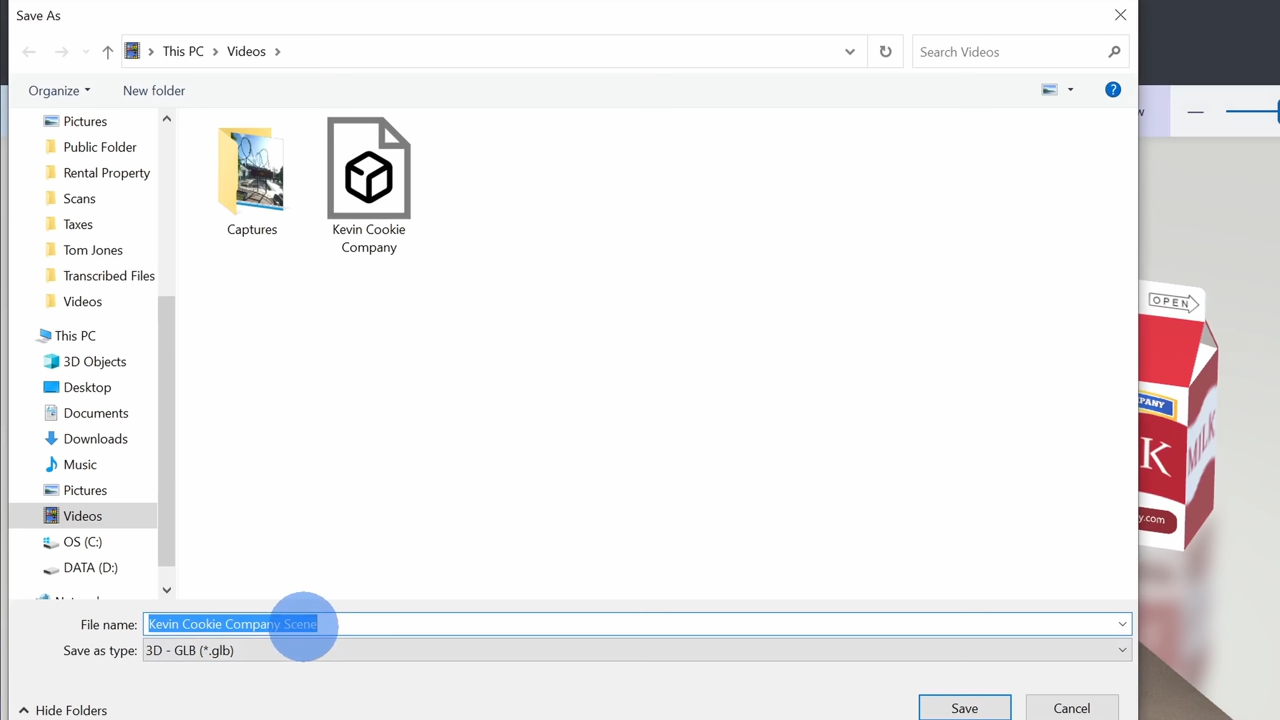 Save As
This PC
Videos
Search Videos
Organize
New folder
?
w
Pictures
Public Folder
Rental Property
Scans
Taxes
Tom Jones
Transcribed Files
Videos
This PC
3D Objects
Desktop
Documents
Downloads
Music
Pictures
Videos
OS (C:)
DATA (D:)
Captures
Kevin Cookie
Company
OPEN
PANY
K
MILK
y.com
File name:
Kevin Cookie Company Scene
Save as type:
3D - GLB (*.glb)
Hide Folders
Save
Cancel